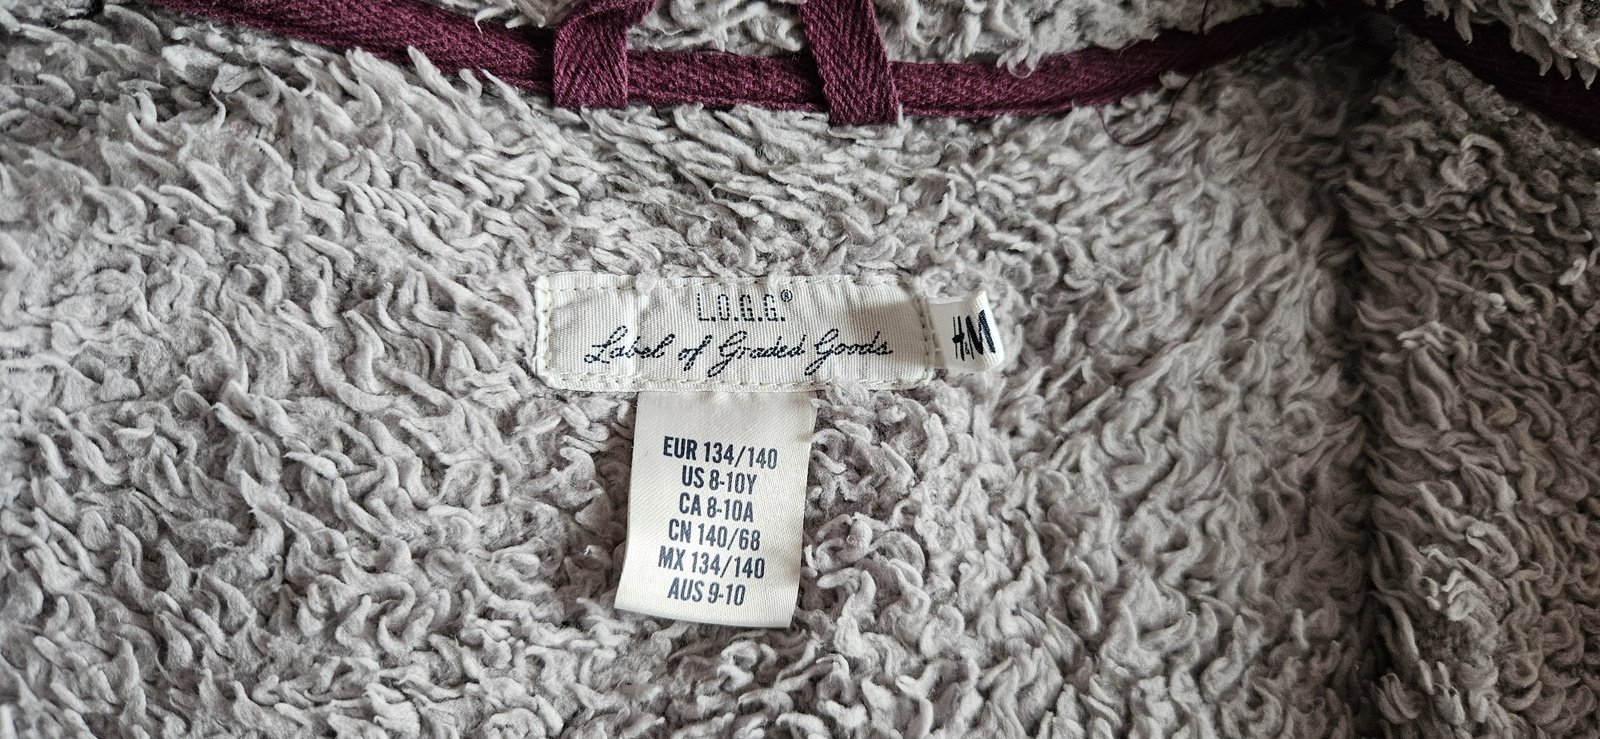 L.O.G.G.®
Label of Graded Goods
H&M
EUR 134/140
US 8-10Y
CA 8-10A
CN 140/68
MX 134/140
AUS 9-10